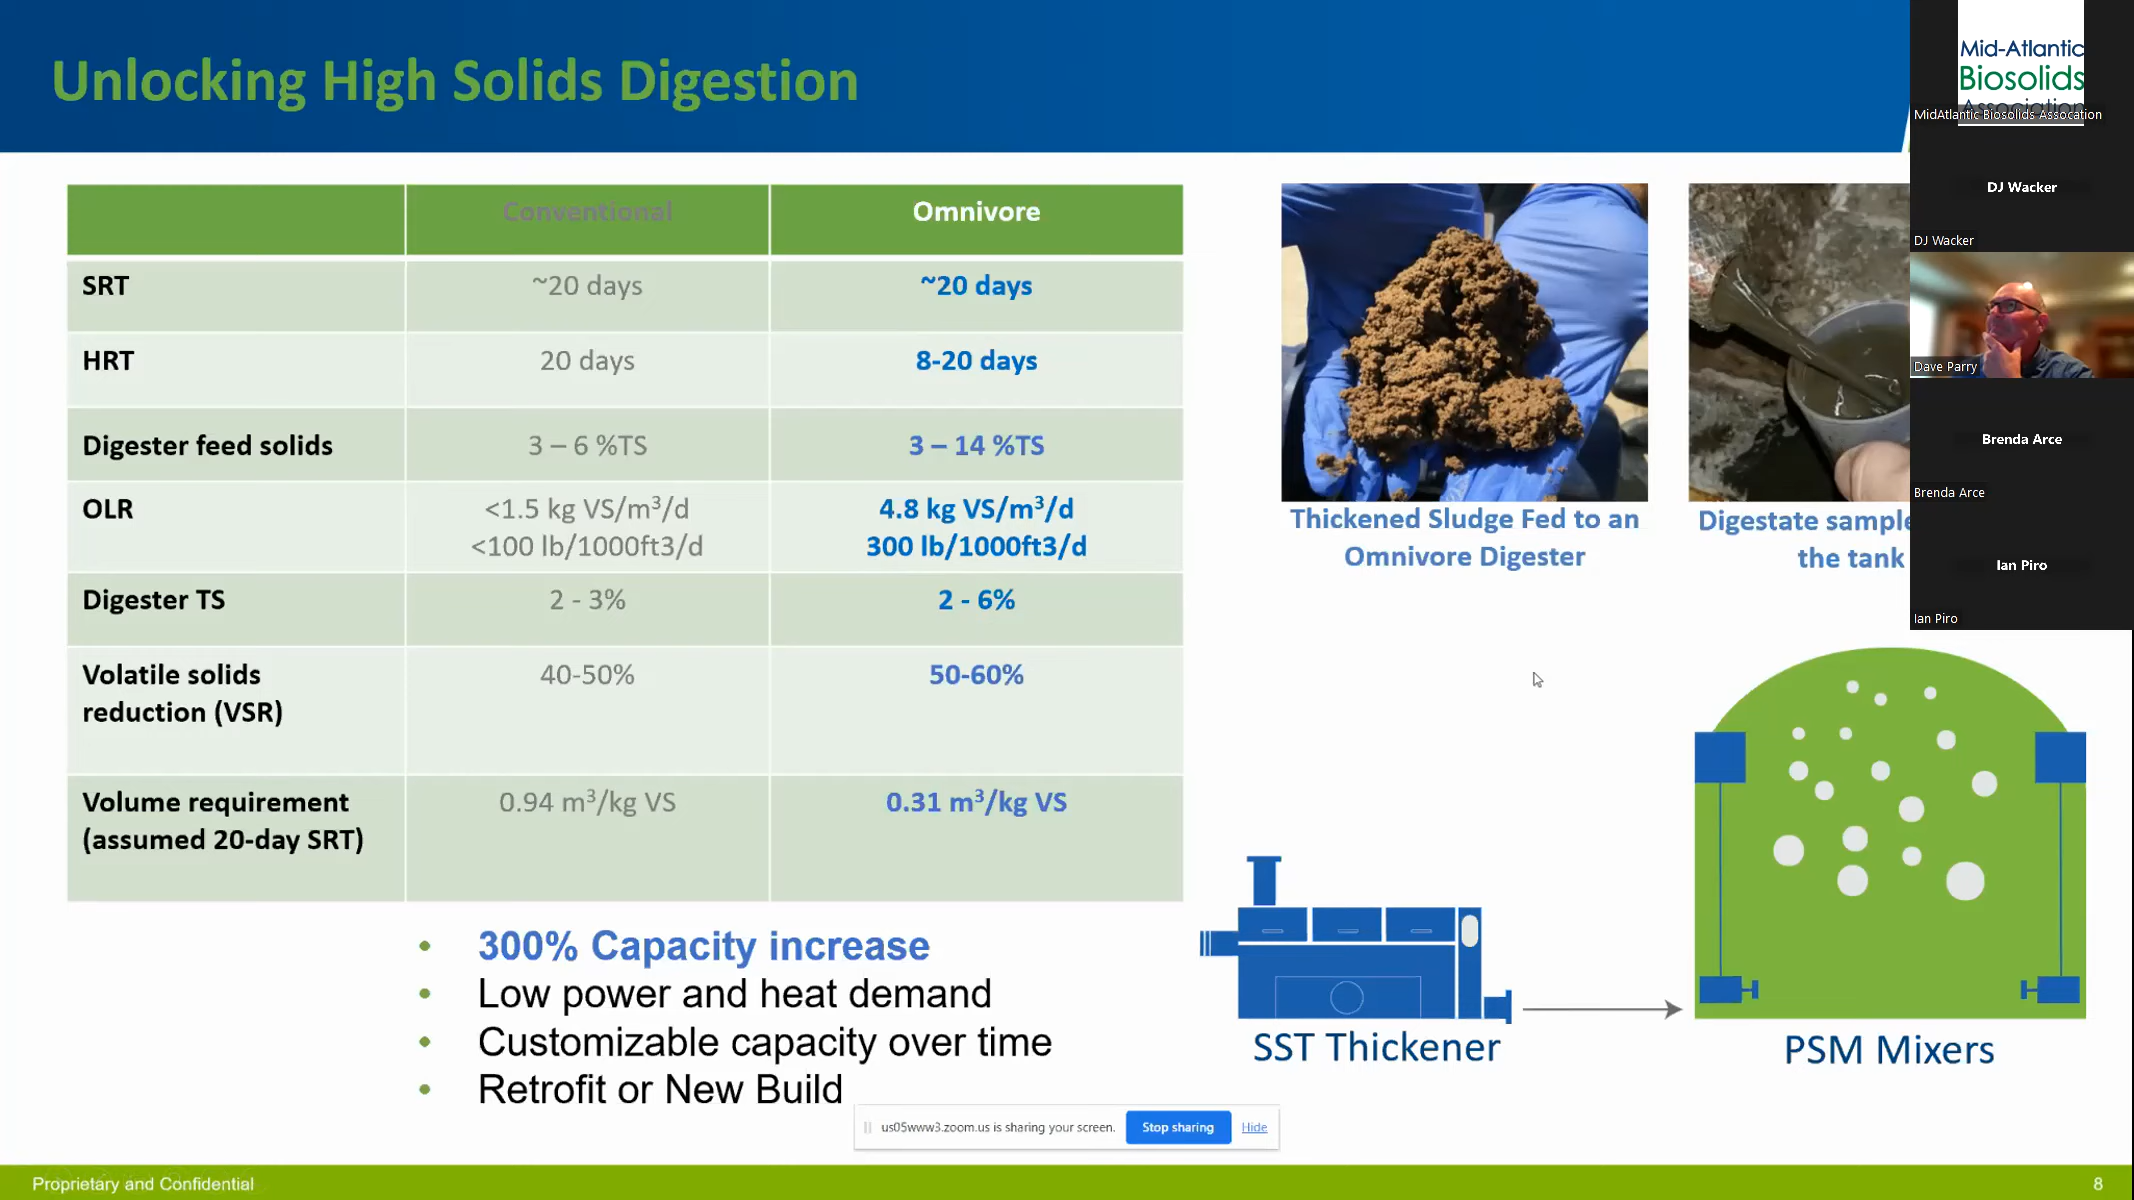 Unlocking High Solids Digestion
Conventional
Omnivore
SRT
~20 days
~20 days
HRT
20 days
8-20 days
Digester feed solids
3 – 6 %TS
3 – 14 %TS
OLR
<1.5 kg VS/m³/d
<100 lb/1000ft3/d
4.8 kg VS/m³/d
300 lb/1000ft3/d
Digester TS
2 - 3%
2 - 6%
Volatile solids
reduction (VSR)
40-50%
50-60%
Volume requirement
(assumed 20-day SRT)
0.94 m³/kg VS
0.31 m³/kg VS
• 300% Capacity increase
• Low power and heat demand
• Customizable capacity over time
• Retrofit or New Build
Thickened Sludge Fed to an
Omnivore Digester
Digestate sample
the tank
SST Thickener
PSM Mixers
Mid-Atlantic
Biosolids
Association
MidAtlantic Biosolids Assocation
DJ Wacker
DJ Wacker
Dave Parry
Brenda Arce
Brenda Arce
Ian Piro
Ian Piro
us05www3.zoom.us is sharing your screen.
Stop sharing
Hide
Proprietary and Confidential
8